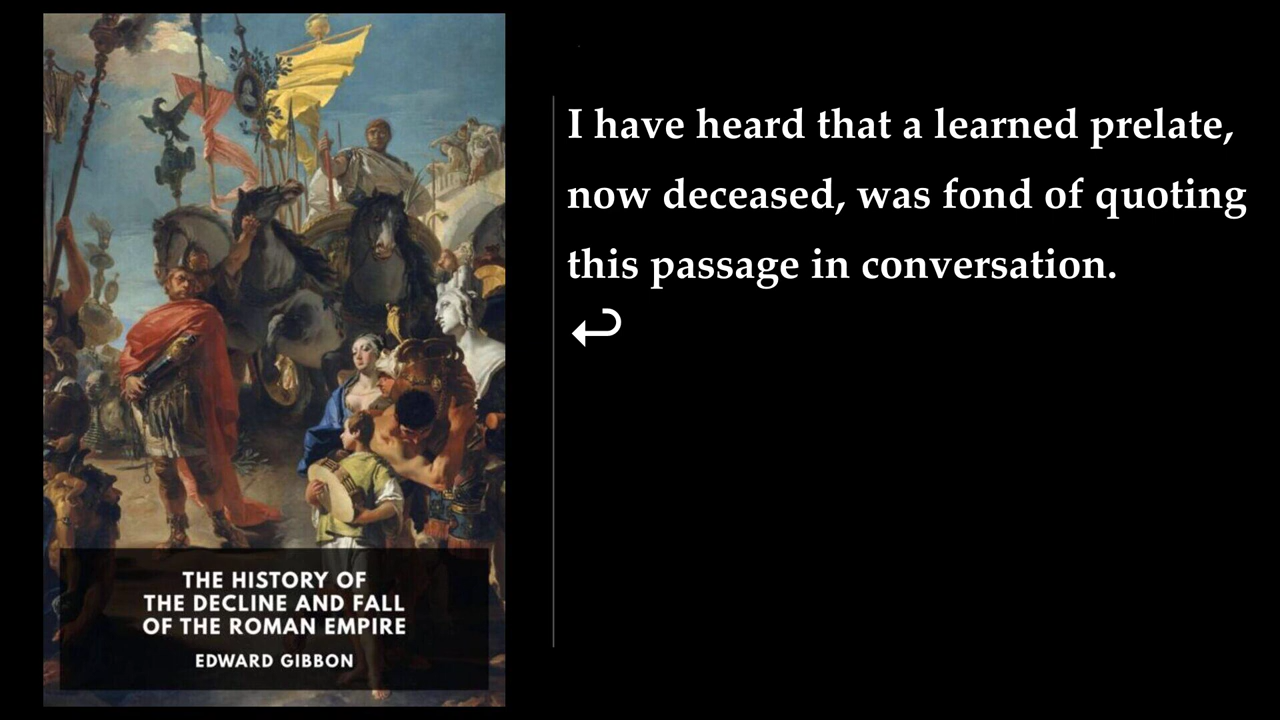 I have heard that a learned prelate,
now deceased, was fond of quoting
this passage in conversation.
↩
THE HISTORY OF
THE DECLINE AND FALL
OF THE ROMAN EMPIRE
EDWARD GIBBON